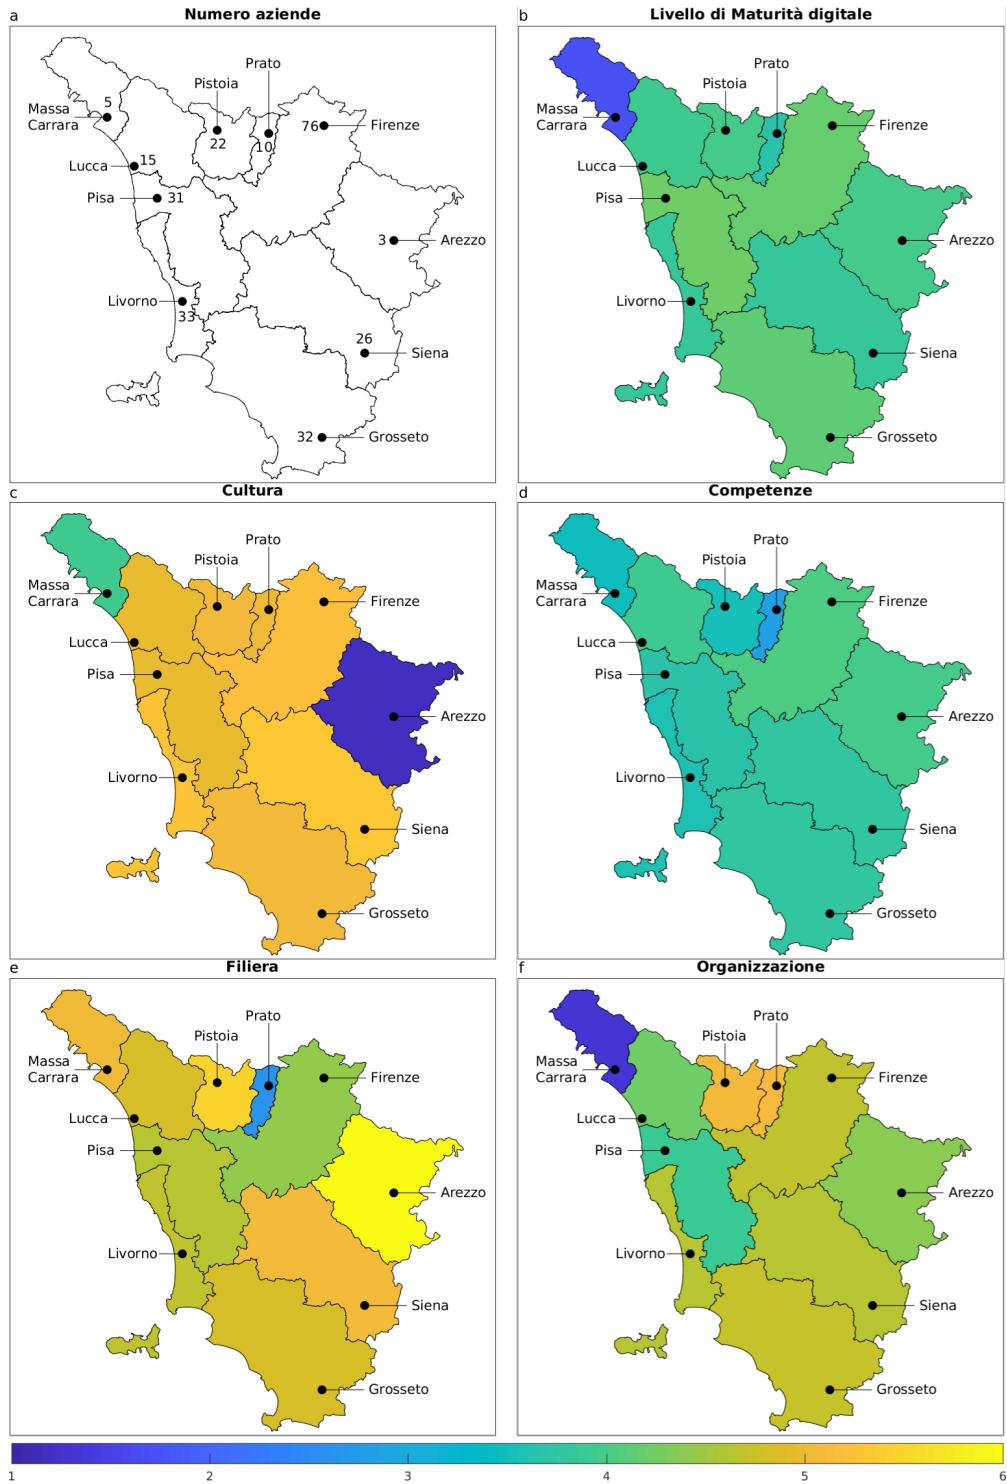 a
Numero aziende
Prato
Pistoia
5
Massa
Carrara
76
Firenze
22
10
15
Lucca
Pisa
31
3
Arezzo
Livorno
33
26
Siena
32
Grosseto
b
Livello di Maturità digitale
Prato
Pistoia
Massa
Carrara
Firenze
Lucca
Pisa
Arezzo
Livorno
Siena
Grosseto
c
Cultura
Prato
Pistoia
Massa
Carrara
Firenze
Lucca
Pisa
Arezzo
Livorno
Siena
Grosseto
d
Competenze
Prato
Pistoia
Massa
Carrara
Firenze
Lucca
Pisa
Arezzo
Livorno
Siena
Grosseto
e
Filiera
Prato
Pistoia
Massa
Carrara
Firenze
Lucca
Pisa
Arezzo
Livorno
Siena
Grosseto
f
Organizzazione
Prato
Pistoia
Massa
Carrara
Firenze
Lucca
Pisa
Arezzo
Livorno
Siena
Grosseto
1 2 3 4 5 6